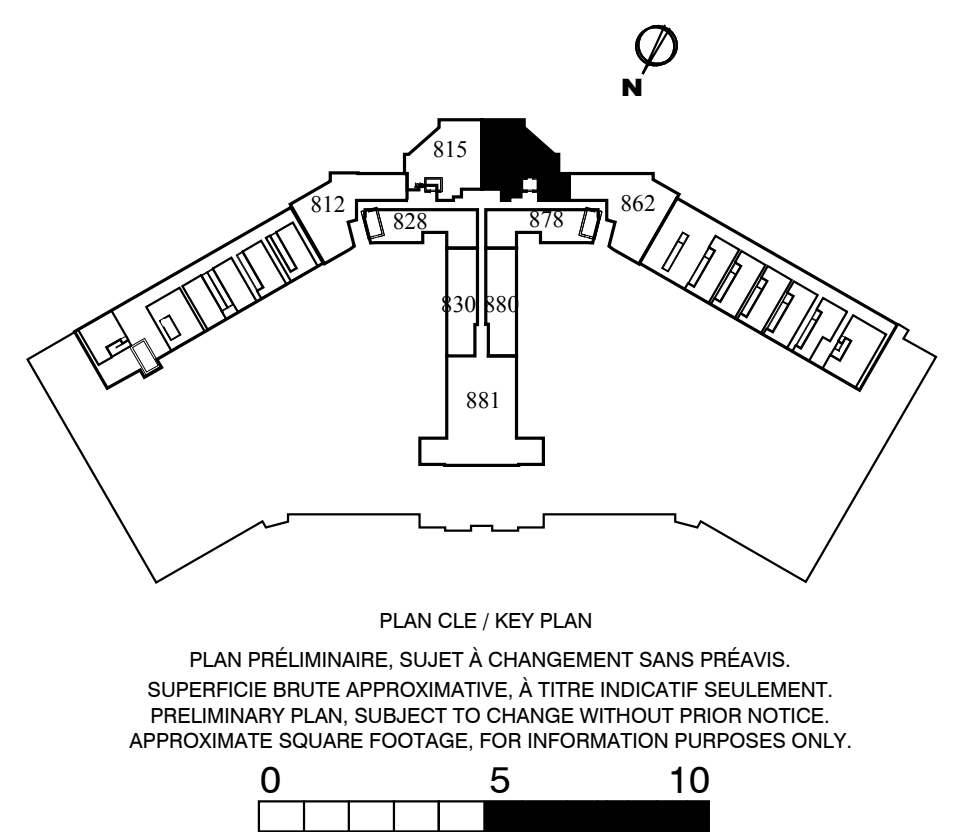 N
815
812
862
828
878
830
880
881
PLAN CLE / KEY PLAN
PLAN PRÉLIMINAIRE, SUJET À CHANGEMENT SANS PRÉAVIS.
SUPERFICIE BRUTE APPROXIMATIVE, À TITRE INDICATIF SEULEMENT.
PRELIMINARY PLAN, SUBJECT TO CHANGE WITHOUT PRIOR NOTICE.
APPROXIMATE SQUARE FOOTAGE, FOR INFORMATION PURPOSES ONLY.
0 5 10